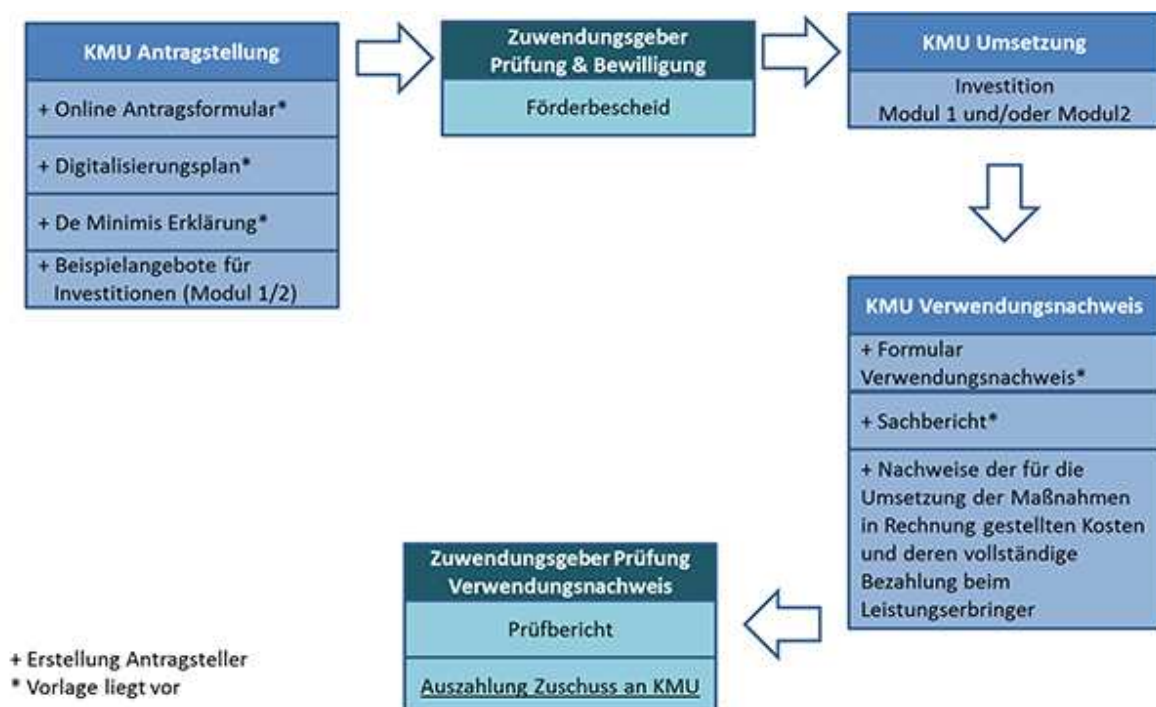 KMU Antragstellung
+ Online Antragsformular*
+ Digitalisierungsplan*
+ De Minimis Erklärung*
+ Beispielangebote für
Investitionen (Modul 1/2)
Zuwendungsgeber
Prüfung & Bewilligung
Förderbescheid
KMU Umsetzung
Investition
Modul 1 und/oder Modul2
KMU Verwendungsnachweis
+ Formular
Verwendungsnachweis*
+ Sachbericht*
+ Nachweise der für die
Umsetzung der Maßnahmen
in Rechnung gestellten Kosten
und deren vollständige
Bezahlung beim
Leistungserbringer
Zuwendungsgeber Prüfung
Verwendungsnachweis
Prüfbericht
Auszahlung Zuschuss an KMU
+ Erstellung Antragsteller
* Vorlage liegt vor